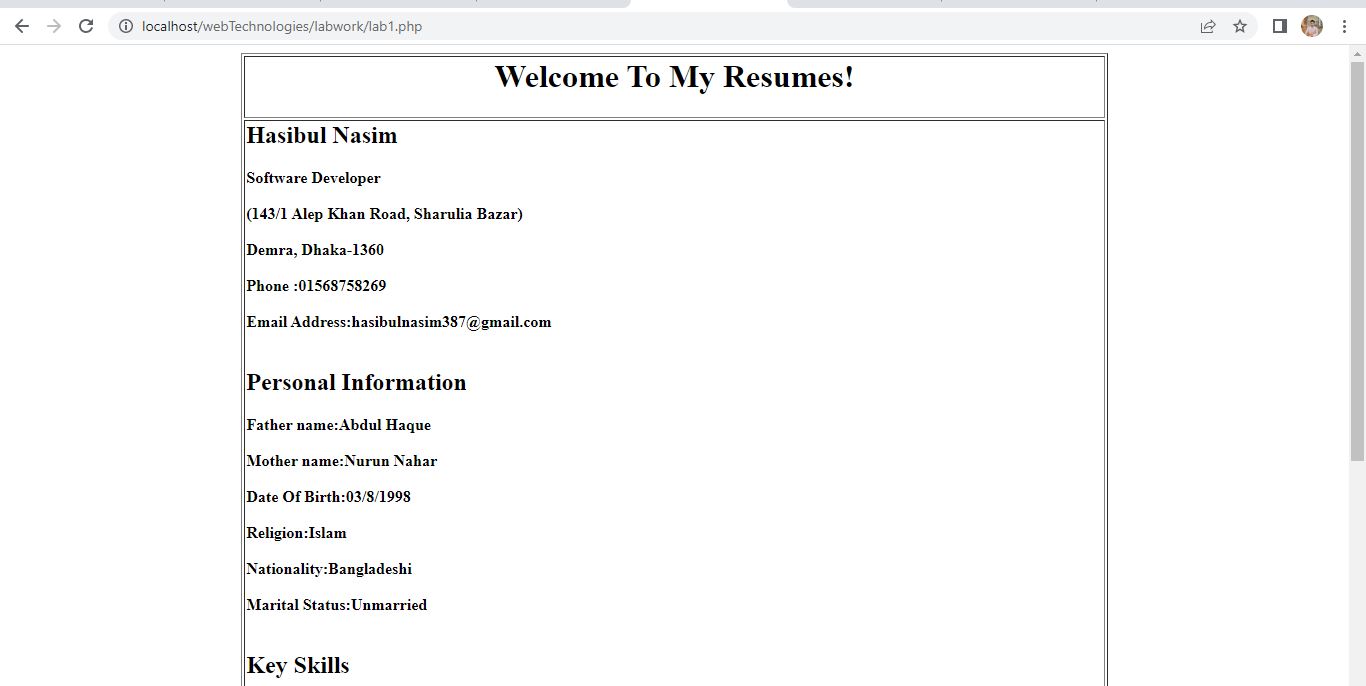 localhost/webTechnologies/labwork/lab1.php
Welcome To My Resumes!
Hasibul Nasim
Software Developer
(143/1 Alep Khan Road, Sharulia Bazar)
Demra, Dhaka-1360
Phone :01568758269
Email Address:hasibulnasim387@gmail.com
Personal Information
Father name:Abdul Haque
Mother name:Nurun Nahar
Date Of Birth:03/8/1998
Religion:Islam
Nationality:Bangladeshi
Marital Status:Unmarried
Key Skills